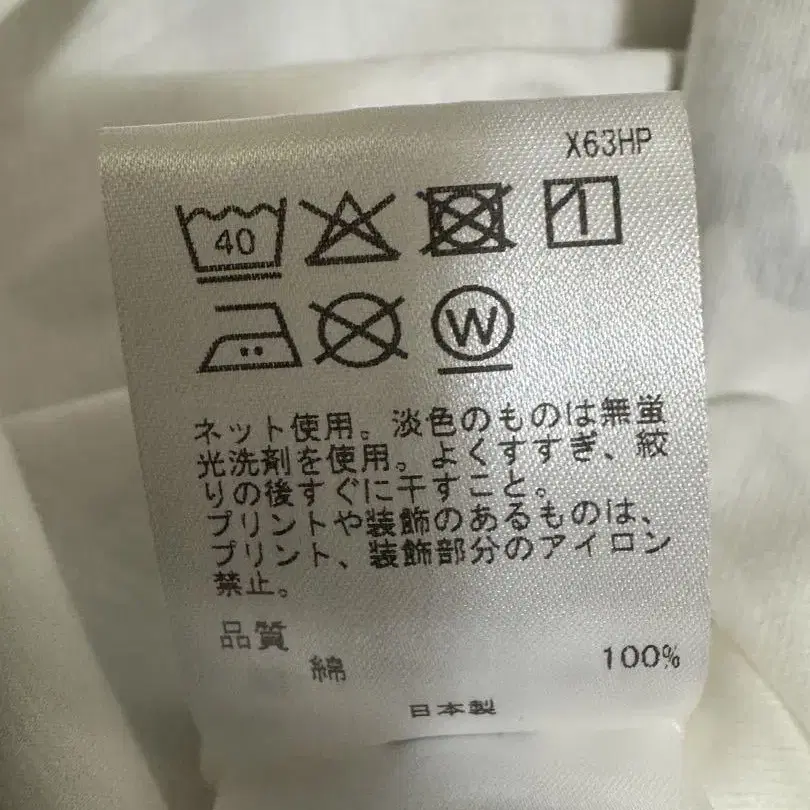 X63HP
40
W
ネット使用。淡色のものは無蛍
光洗剤を使用。よくすすぎ、絞
りの後すぐに干すこと。
プリントや装飾のあるものは、
プリント、装飾部分のアイロン
禁止。
品質
綿 100%
日本製